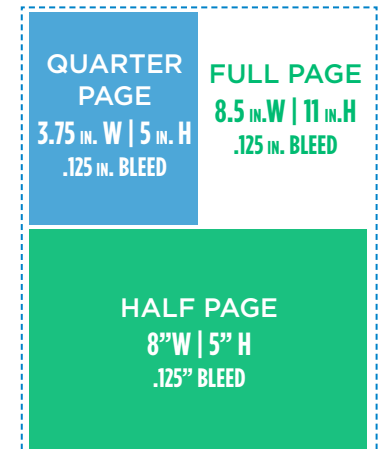 QUARTER
PAGE
3.75 IN. W | 5 IN. H
.125 IN. BLEED
FULL PAGE
8.5 IN.W | 11 IN.H
.125 IN. BLEED
HALF PAGE
8”W | 5” H
.125” BLEED